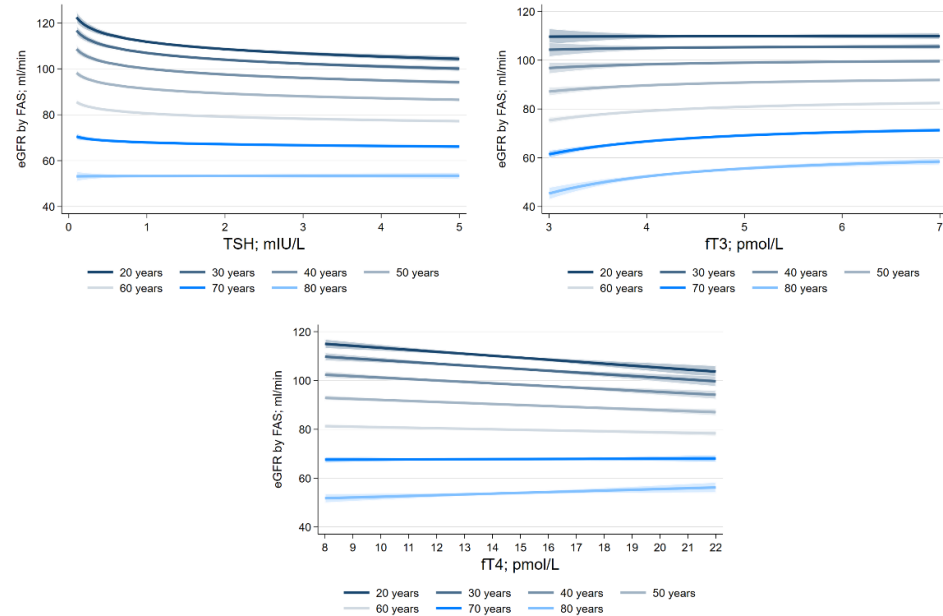 120
100
80
60
40
eGFR by FAS; ml/min
0 1 2 3 4 5
TSH; mIU/L
20 years 30 years 40 years 50 years
60 years 70 years 80 years
120
100
80
60
40
eGFR by FAS; ml/min
3 4 5 6 7
fT3; pmol/L
20 years 30 years 40 years 50 years
60 years 70 years 80 years
120
100
80
60
40
eGFR by FAS; ml/min
8 9 10 11 12 13 14 15 16 17 18 19 20 21 22
fT4; pmol/L
20 years 30 years 40 years 50 years
60 years 70 years 80 years